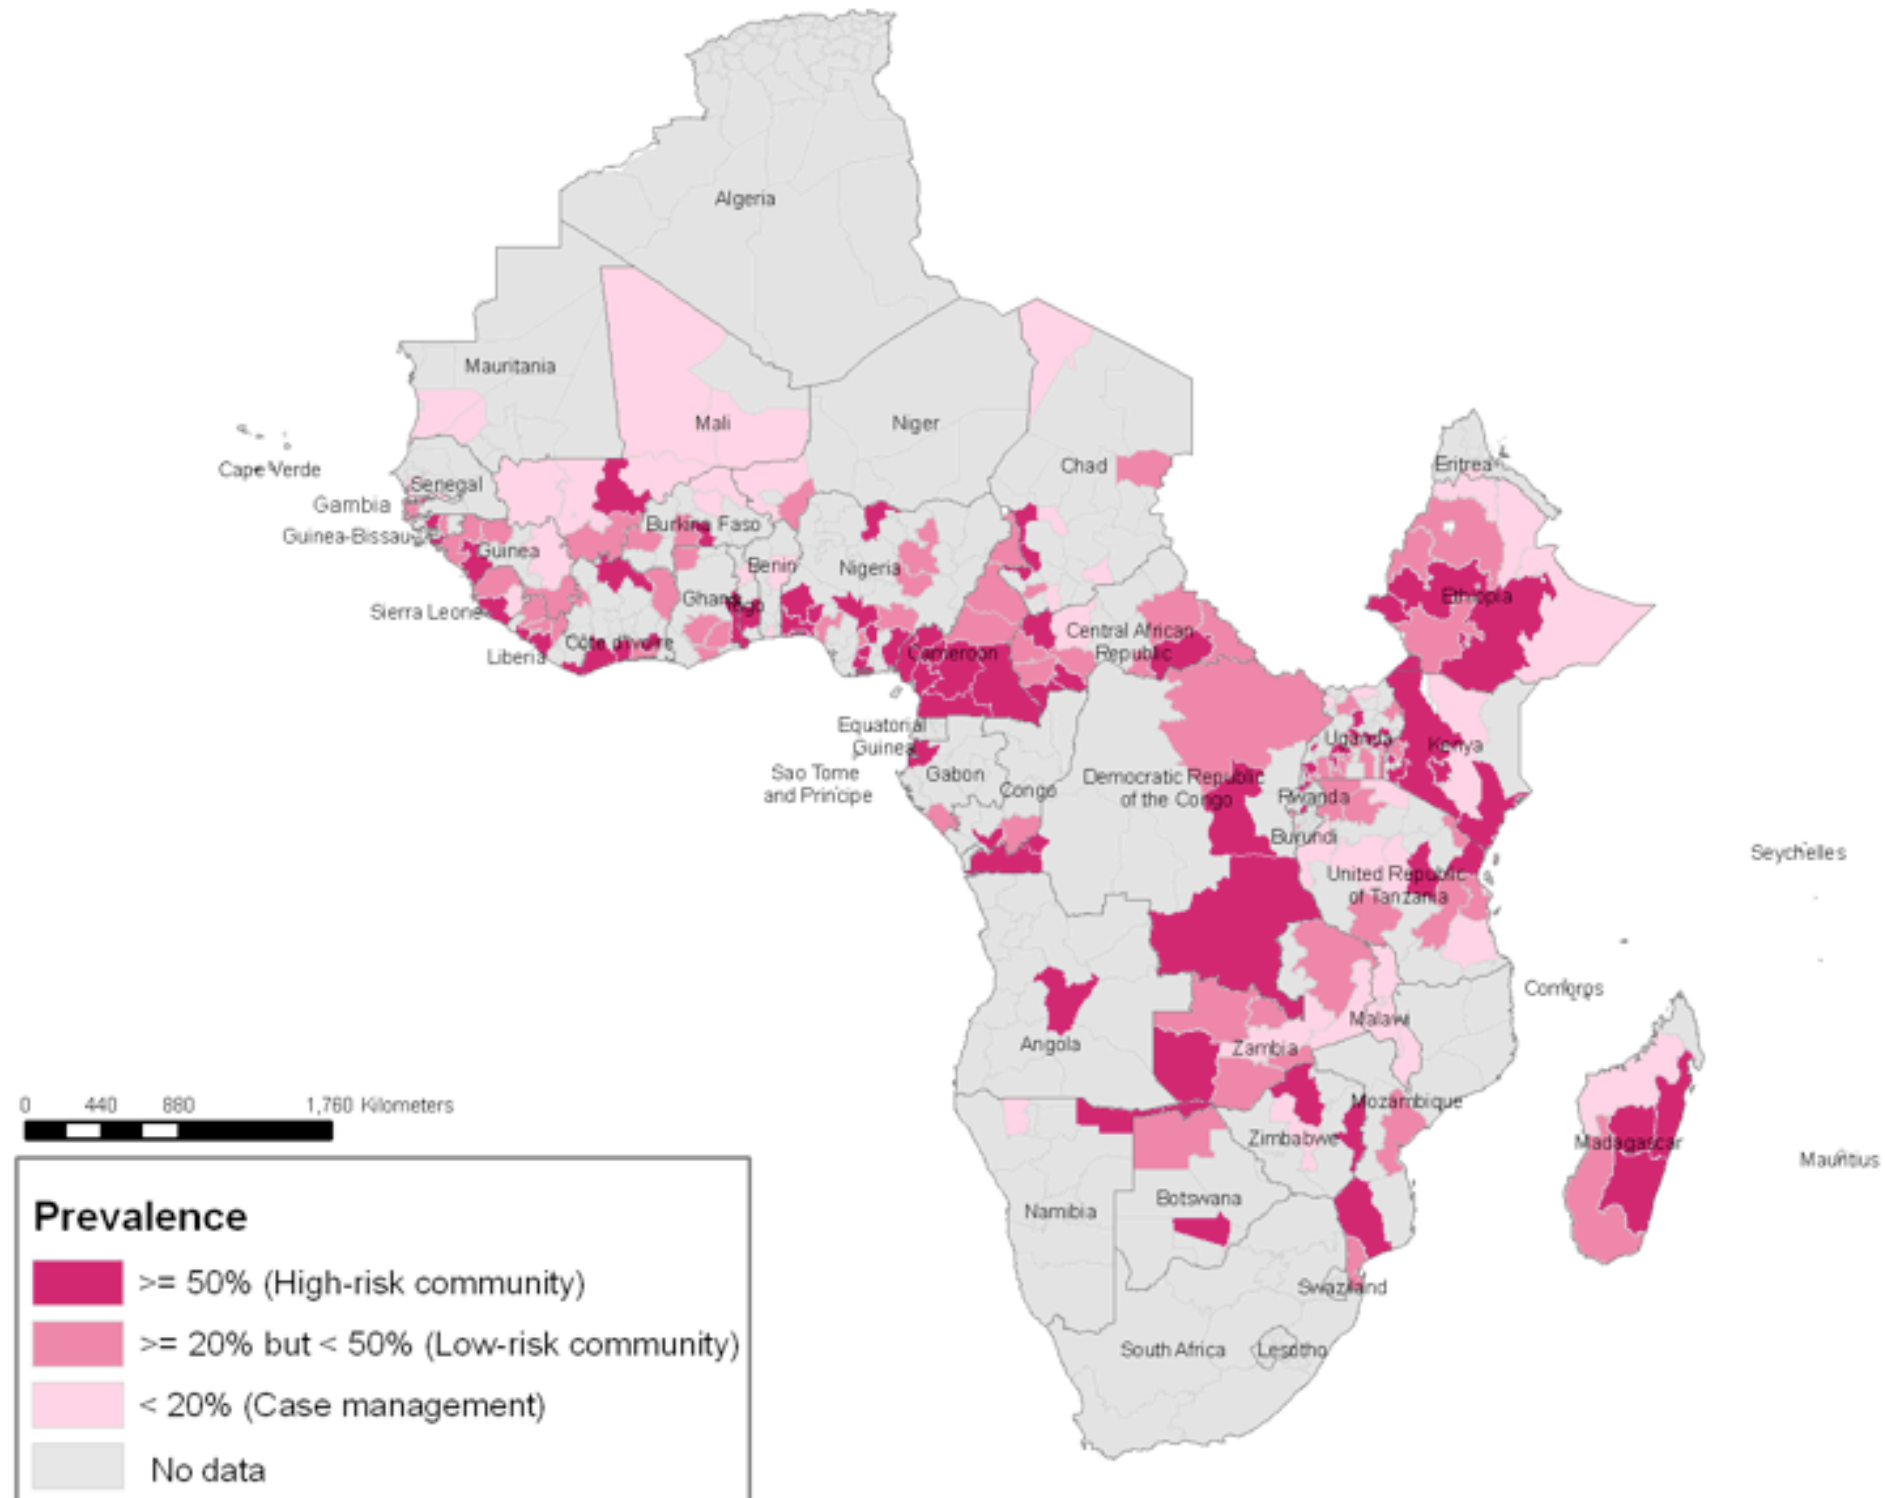 Algeria
Mauritania
Mali
Niger
Chad
Cape Verde
Senegal
Eritrea
Gambia
Burkina Faso
Guinea-Bissau
Guinea
Benin
Nigeria
Ethiopia
Ghana
Togo
Sierra Leone
Côte d'Ivoire
Central African
Republic
Liberia
Cameroon
Equatorial
Guinea
Uganda
Kenya
Sao Tome
and Principe
Gabon
Congo
Democratic Republic
of the Congo
Rwanda
Burundi
Seychelles
United Republic
of Tanzania
Comoros
Malawi
Angola
Zambia
0 440 880 1,760 Kilometers
Mozambique
Zimbabwe
Madagascar
Mauritius
Botswana
Namibia
Swaziland
South Africa
Lesotho
Prevalence
>= 50% (High-risk community)
>= 20% but < 50% (Low-risk community)
< 20% (Case management)
No data